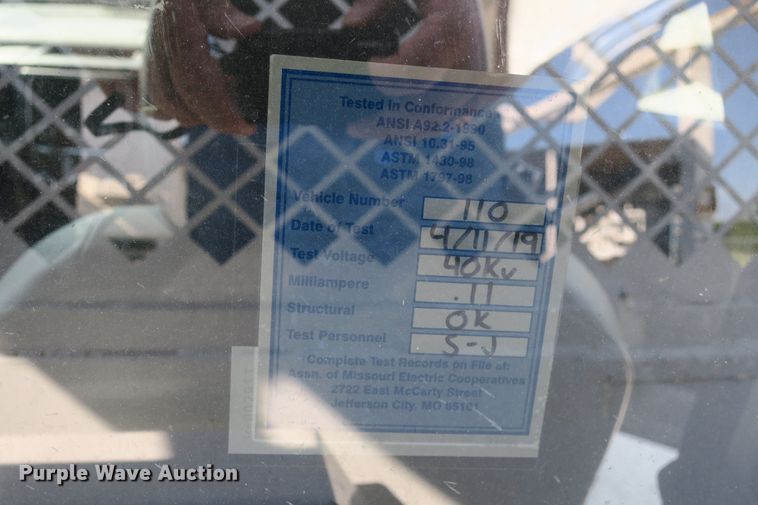 Tested In Conformance
ANSI A92.2-1990
ANSI 10.31-95
ASTM 1430-98
ASTM 1797-98
Vehicle Number 110
Date of Test 4/11/19
Test Voltage 40Kv
Milliampere .11
Structural OK
Test Personnel S-J
Complete Test Records on File at:
Assn. of Missouri Electric Cooperatives
2722 East McCarty Street
Jefferson City, MO 65101
Purple Wave Auction